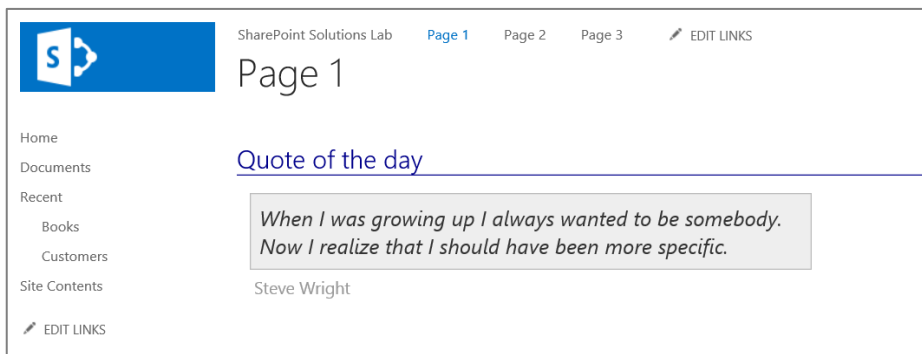 S
SharePoint Solutions Lab Page 1 Page 2 Page 3 EDIT LINKS
Page 1
Home
Documents
Recent
Books
Customers
Site Contents
EDIT LINKS
Quote of the day
When I was growing up I always wanted to be somebody.
Now I realize that I should have been more specific.
Steve Wright